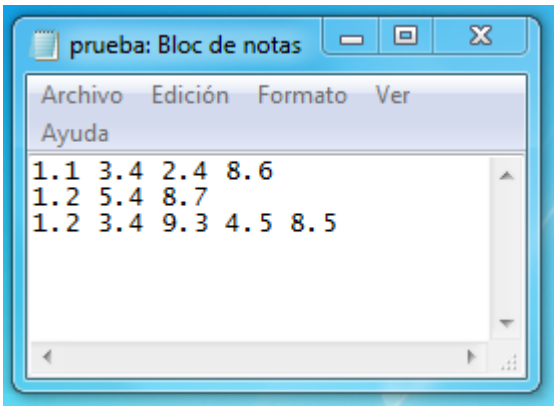 prueba: Bloc de notas
Archivo Edición Formato Ver
Ayuda
1.1 3.4 2.4 8.6
1.2 5.4 8.7
1.2 3.4 9.3 4.5 8.5